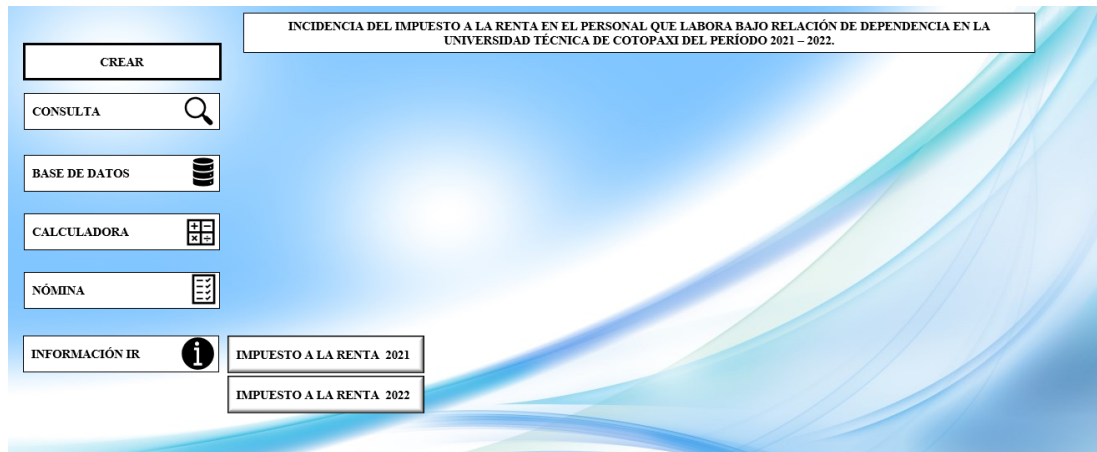 INCIDENCIA DEL IMPUESTO A LA RENTA EN EL PERSONAL QUE LABORA BAJO RELACIÓN DE DEPENDENCIA EN LA
UNIVERSIDAD TÉCNICA DE COTOPAXI DEL PERÍODO 2021 – 2022.
CREAR
CONSULTA
BASE DE DATOS
CALCULADORA
NÓMINA
INFORMACIÓN IR
IMPUESTO A LA RENTA 2021
IMPUESTO A LA RENTA 2022